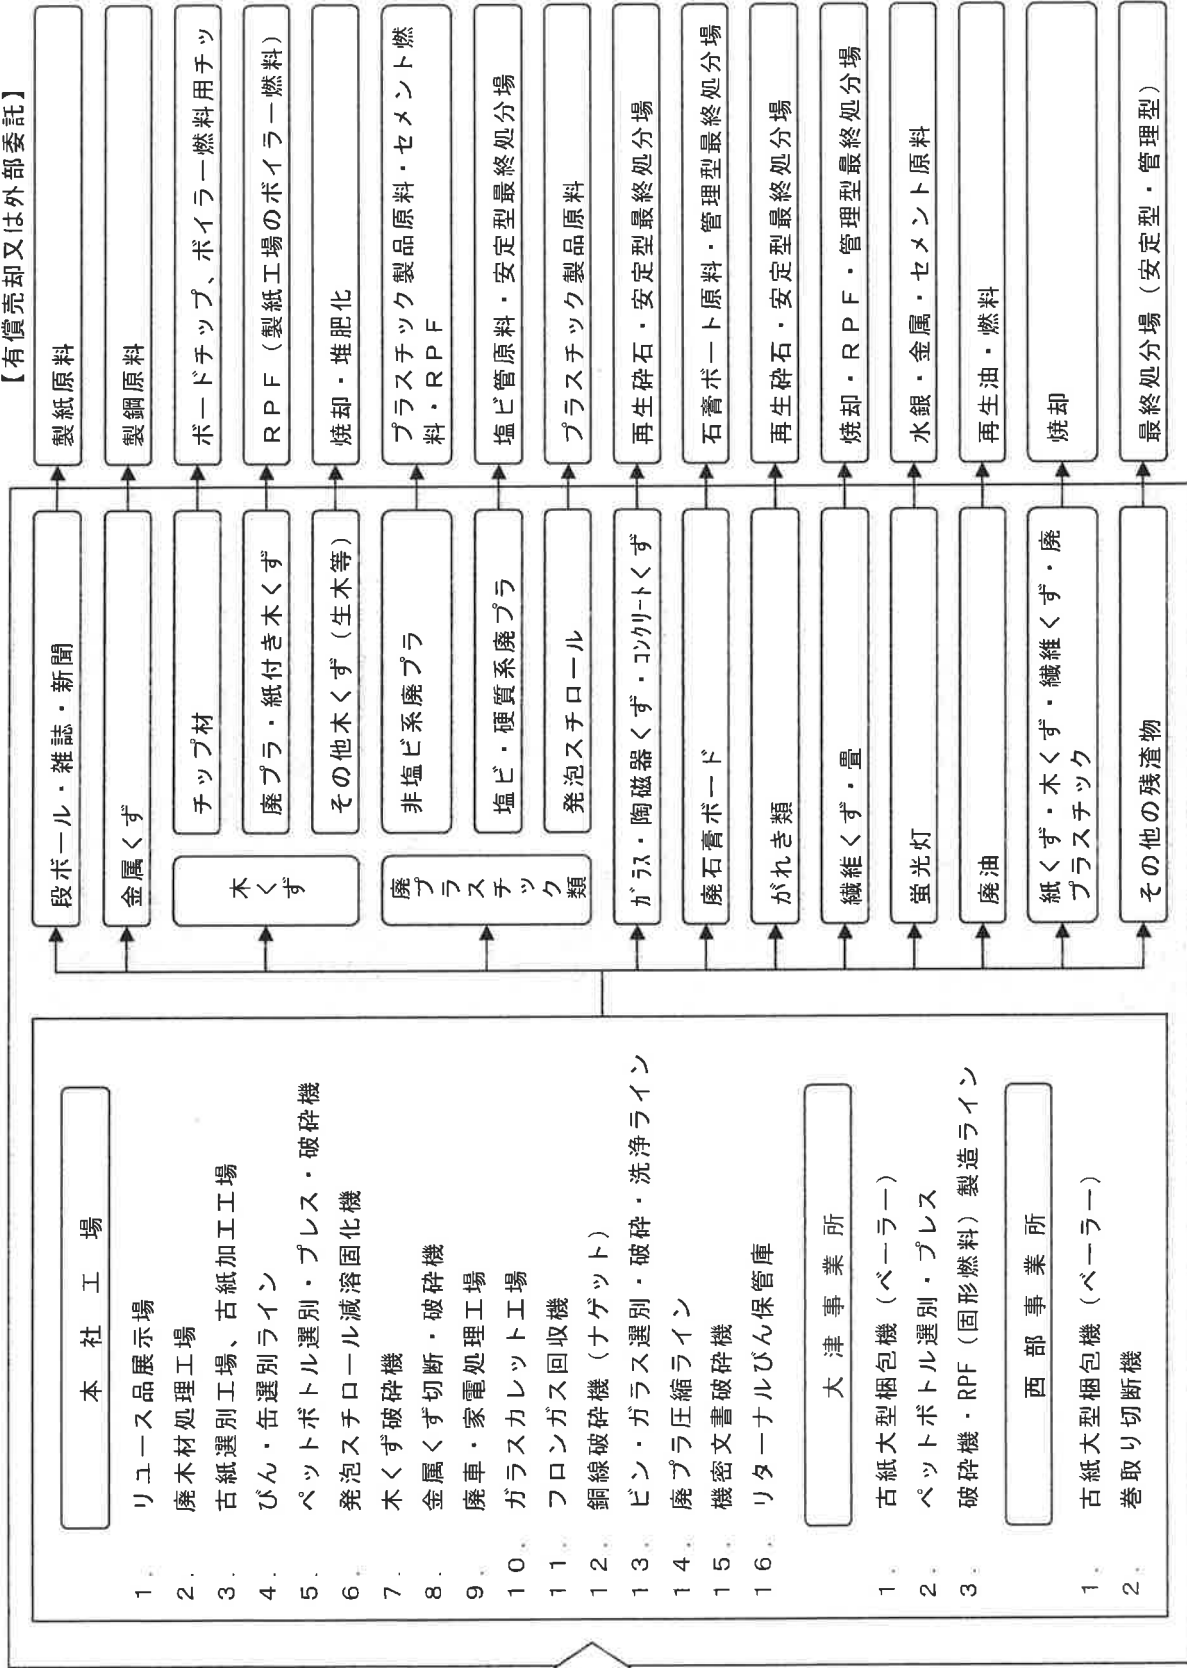 【有償売却又は外部委託】
本社工場
1. リユース品展示場
2. 廃木材処理工場
3. 古紙選別工場、古紙加工工場
4. びん・缶選別ライン
5. ペットボトル選別・プレス・破砕機
6. 発泡スチロール減溶固化機
7. 木くず破砕機
8. 金属くず切断・破砕機
9. 廃車・家電処理工場
10. ガラスカレット工場
11. フロンガス回収機
12. 銅線破砕機（ナゲット）
13. ビン・ガラス選別・破砕・洗浄ライン
14. 廃プラ圧縮ライン
15. 機密文書破砕機
16. リターナルびん保管庫
大津事業所
1. 古紙大型梱包機（ベーラー）
2. ペットボトル選別・プレス
3. 破砕機・RPF（固形燃料）製造ライン
西部事業所
1. 古紙大型梱包機（ベーラー）
2. 巻取り切断機
段ボール・雑誌・新聞
製紙原料
金属くず
製鋼原料
木くず
チップ材
ボードチップ、ボイラー燃料用チッ
廃プラ・紙付き木くず
RPF（製紙工場のボイラー燃料）
その他木くず（生木等）
焼却・堆肥化
廃プラスチック類
非塩ビ系廃プラ
プラスチック製品原料・セメント燃
料・RPF
塩ビ・硬質系廃プラ
塩ビ管原料・安定型最終処分場
発泡スチロール
プラスチック製品原料
ガラス・陶磁器くず・コンクリートくず
再生砕石・安定型最終処分場
廃石膏ボード
石膏ボート原料・管理型最終処分場
がれき類
再生砕石・安定型最終処分場
繊維くず・畳
焼却・RPF・管理型最終処分場
蛍光灯
水銀・金属・セメント原料
廃油
再生油・燃料
紙くず・木くず・繊維くず・廃
プラスチック
焼却
その他の残渣物
最終処分場（安定型・管理型）